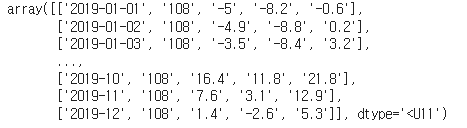 array([['2019-01-01', '108', '-5', '-8.2', '-0.6'],
['2019-01-02', '108', '-4.9', '-8.8', '0.2'],
['2019-01-03', '108', '-3.5', '-8.4', '3.2'],
...,
['2019-10', '108', '16.4', '11.8', '21.8'],
['2019-11', '108', '7.6', '3.1', '12.9'],
['2019-12', '108', '1.4', '-2.6', '5.3']], dtype='<U11')